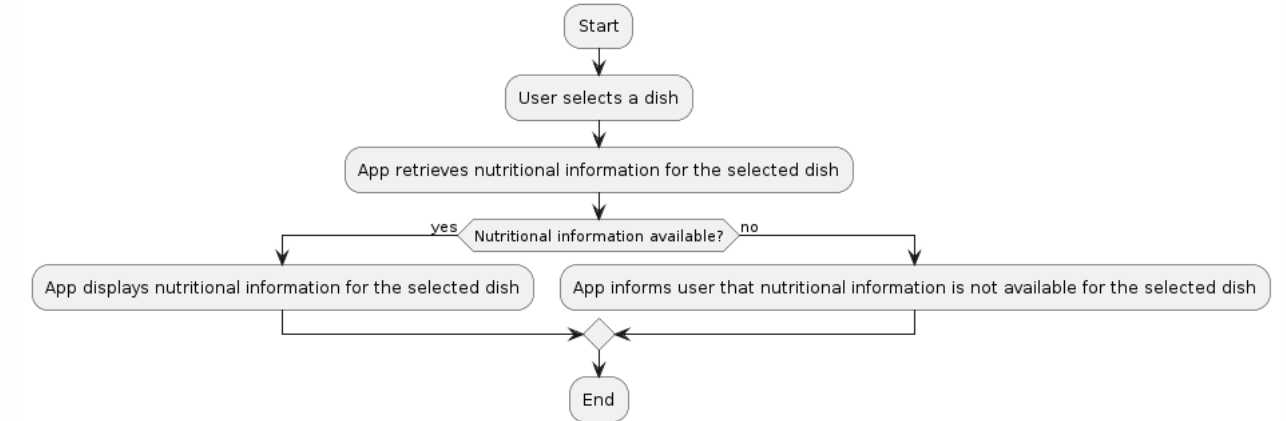 Start
User selects a dish
App retrieves nutritional information for the selected dish
yes
Nutritional information available?
no
App displays nutritional information for the selected dish
App informs user that nutritional information is not available for the selected dish
End